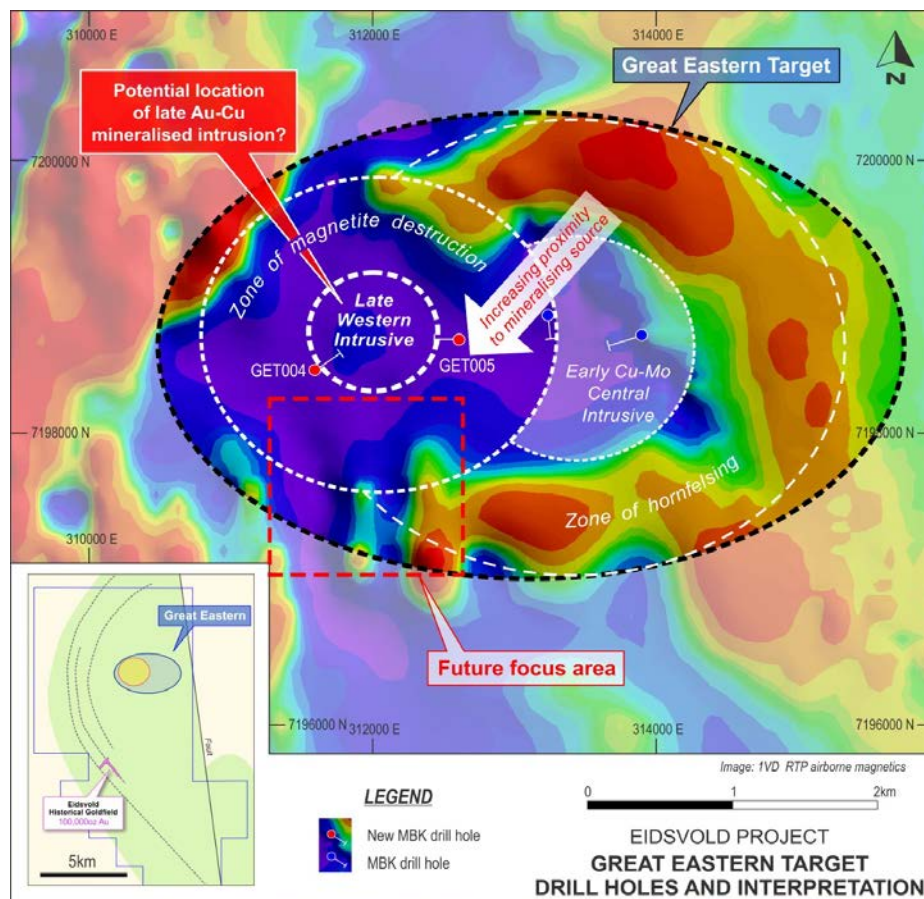 310000 E
312000 E
314000 E
Great Eastern Target
N
Potential location
of late Au-Cu
mineralised intrusion?
7200000 N
7200000 N
Zone of magnetite destruction
Increasing proximity
to mineralising source
Late
Western
Intrusive
GET004
GET005
Early Cu-Mo
Central
Intrusive
7198000 N
7198000 N
Zone of hornfelsing
310000 E
Great Eastern
Future focus area
7196000 N
312000 E
314000 E
7196000 N
Fault
Eidsvold
Historical Goldfield
100,000oz Au
5km
Image: 1VD RTP airborne magnetics
LEGEND
New MBK drill hole
MBK drill hole
0
1
2km
EIDSVOLD PROJECT
GREAT EASTERN TARGET
DRILL HOLES AND INTERPRETATION